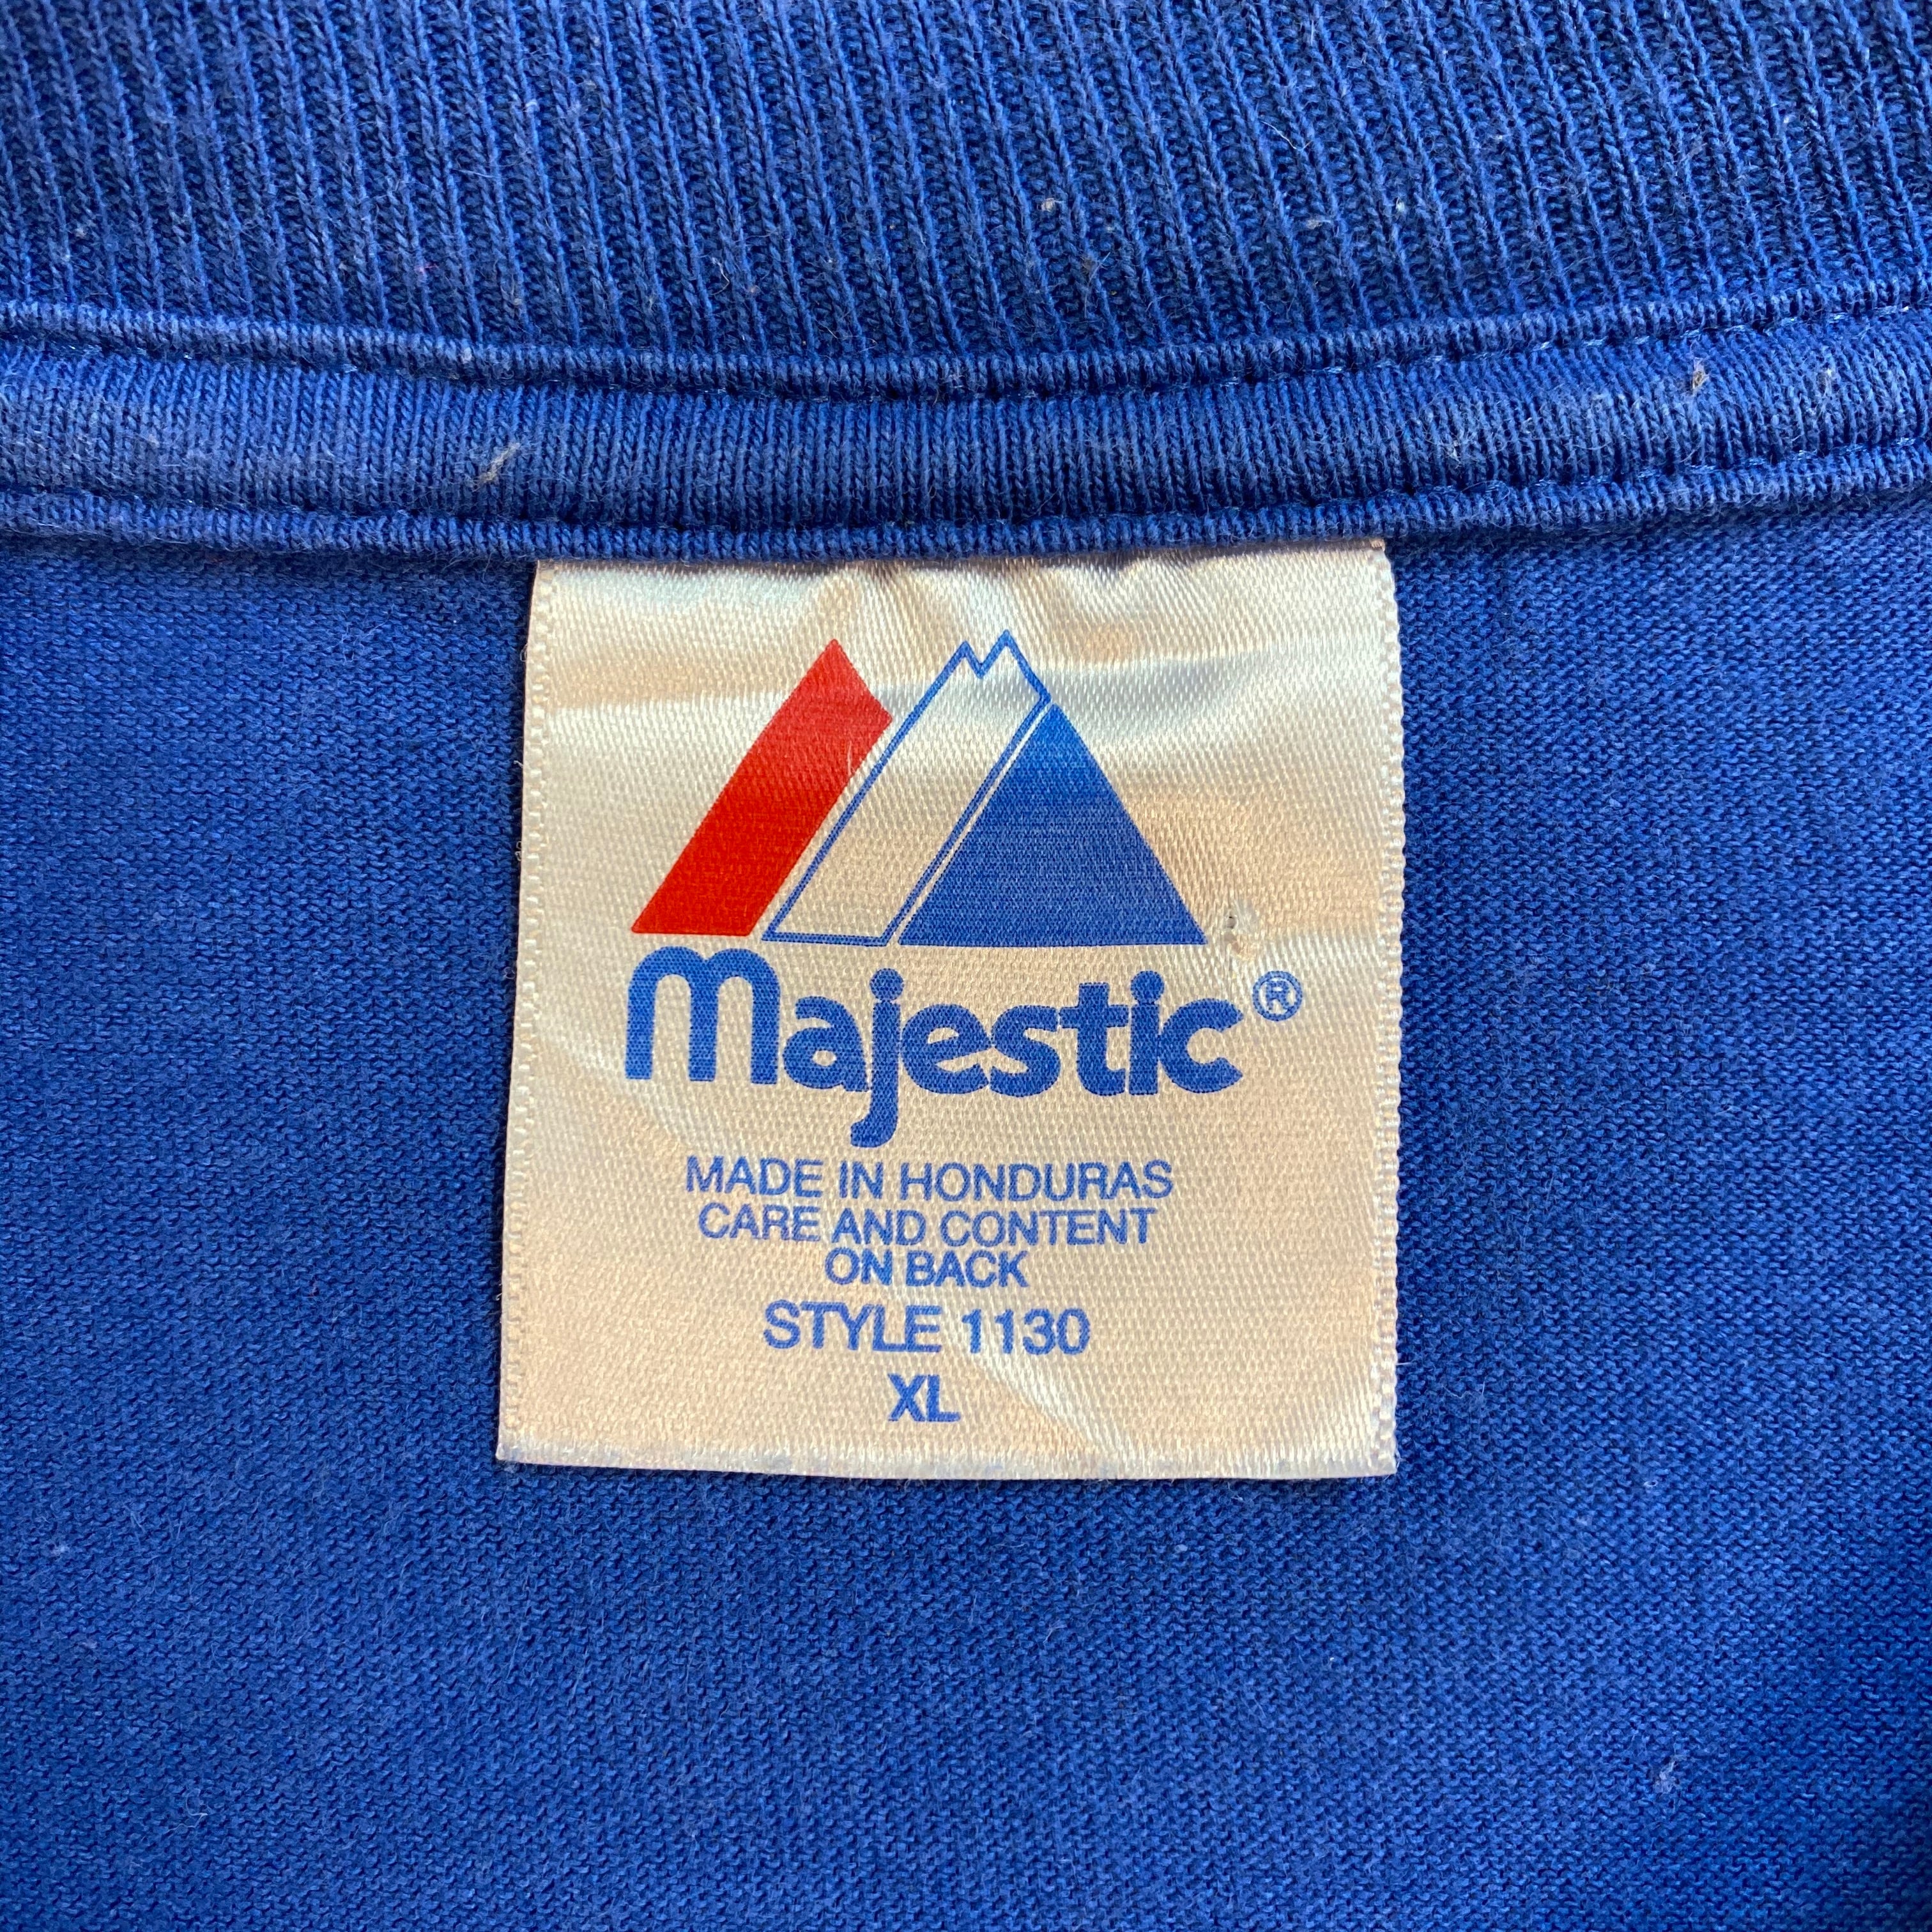 Majestic®
MADE IN HONDURAS
CARE AND CONTENT
ON BACK
STYLE 1130
XL